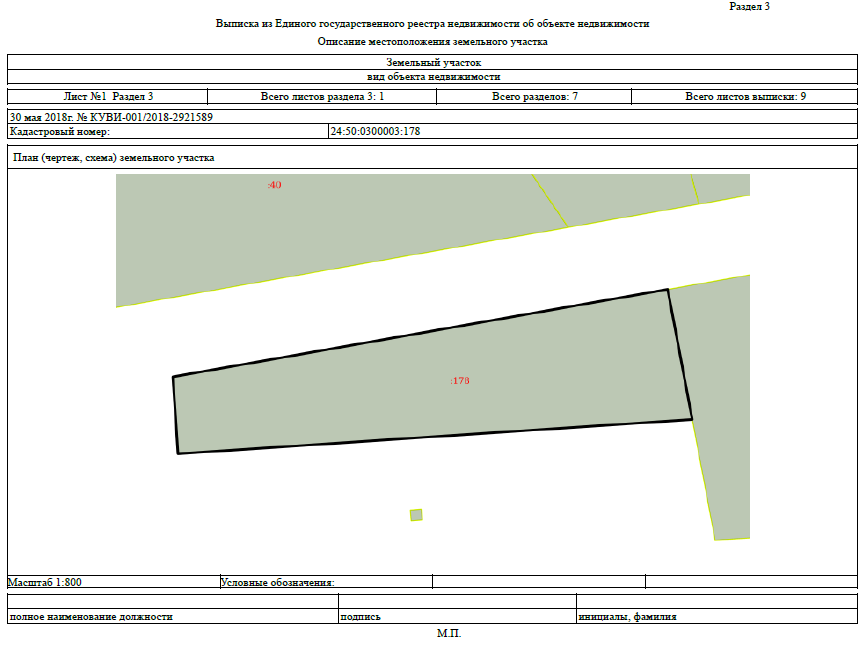 Раздел 3
Выписка из Единого государственного реестра недвижимости об объекте недвижимости
Описание местоположения земельного участка
Земельный участок
вид объекта недвижимости
Лист №1 Раздел 3 Всего листов раздела 3: 1 Всего разделов: 7 Всего листов выписки: 9
30 мая 2018г. № КУВИ-001/2018-2921589
Кадастровый номер: 24:50:0300003:178
План (чертеж, схема) земельного участка
:40
:178
Масштаб 1:800 Условные обозначения:
полное наименование должности подпись инициалы, фамилия
М.П.